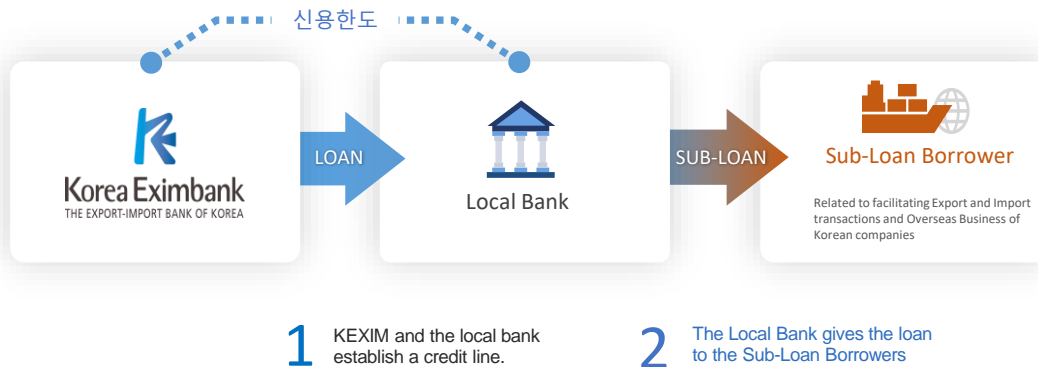 신용한도
Korea Eximbank
THE EXPORT-IMPORT BANK OF KOREA
LOAN
Local Bank
SUB-LOAN
Sub-Loan Borrower
Related to facilitating Export and Import
transactions and Overseas Business of
Korean companies
1 KEXIM and the local bank
establish a credit line.
2 The Local Bank gives the loan
to the Sub-Loan Borrowers